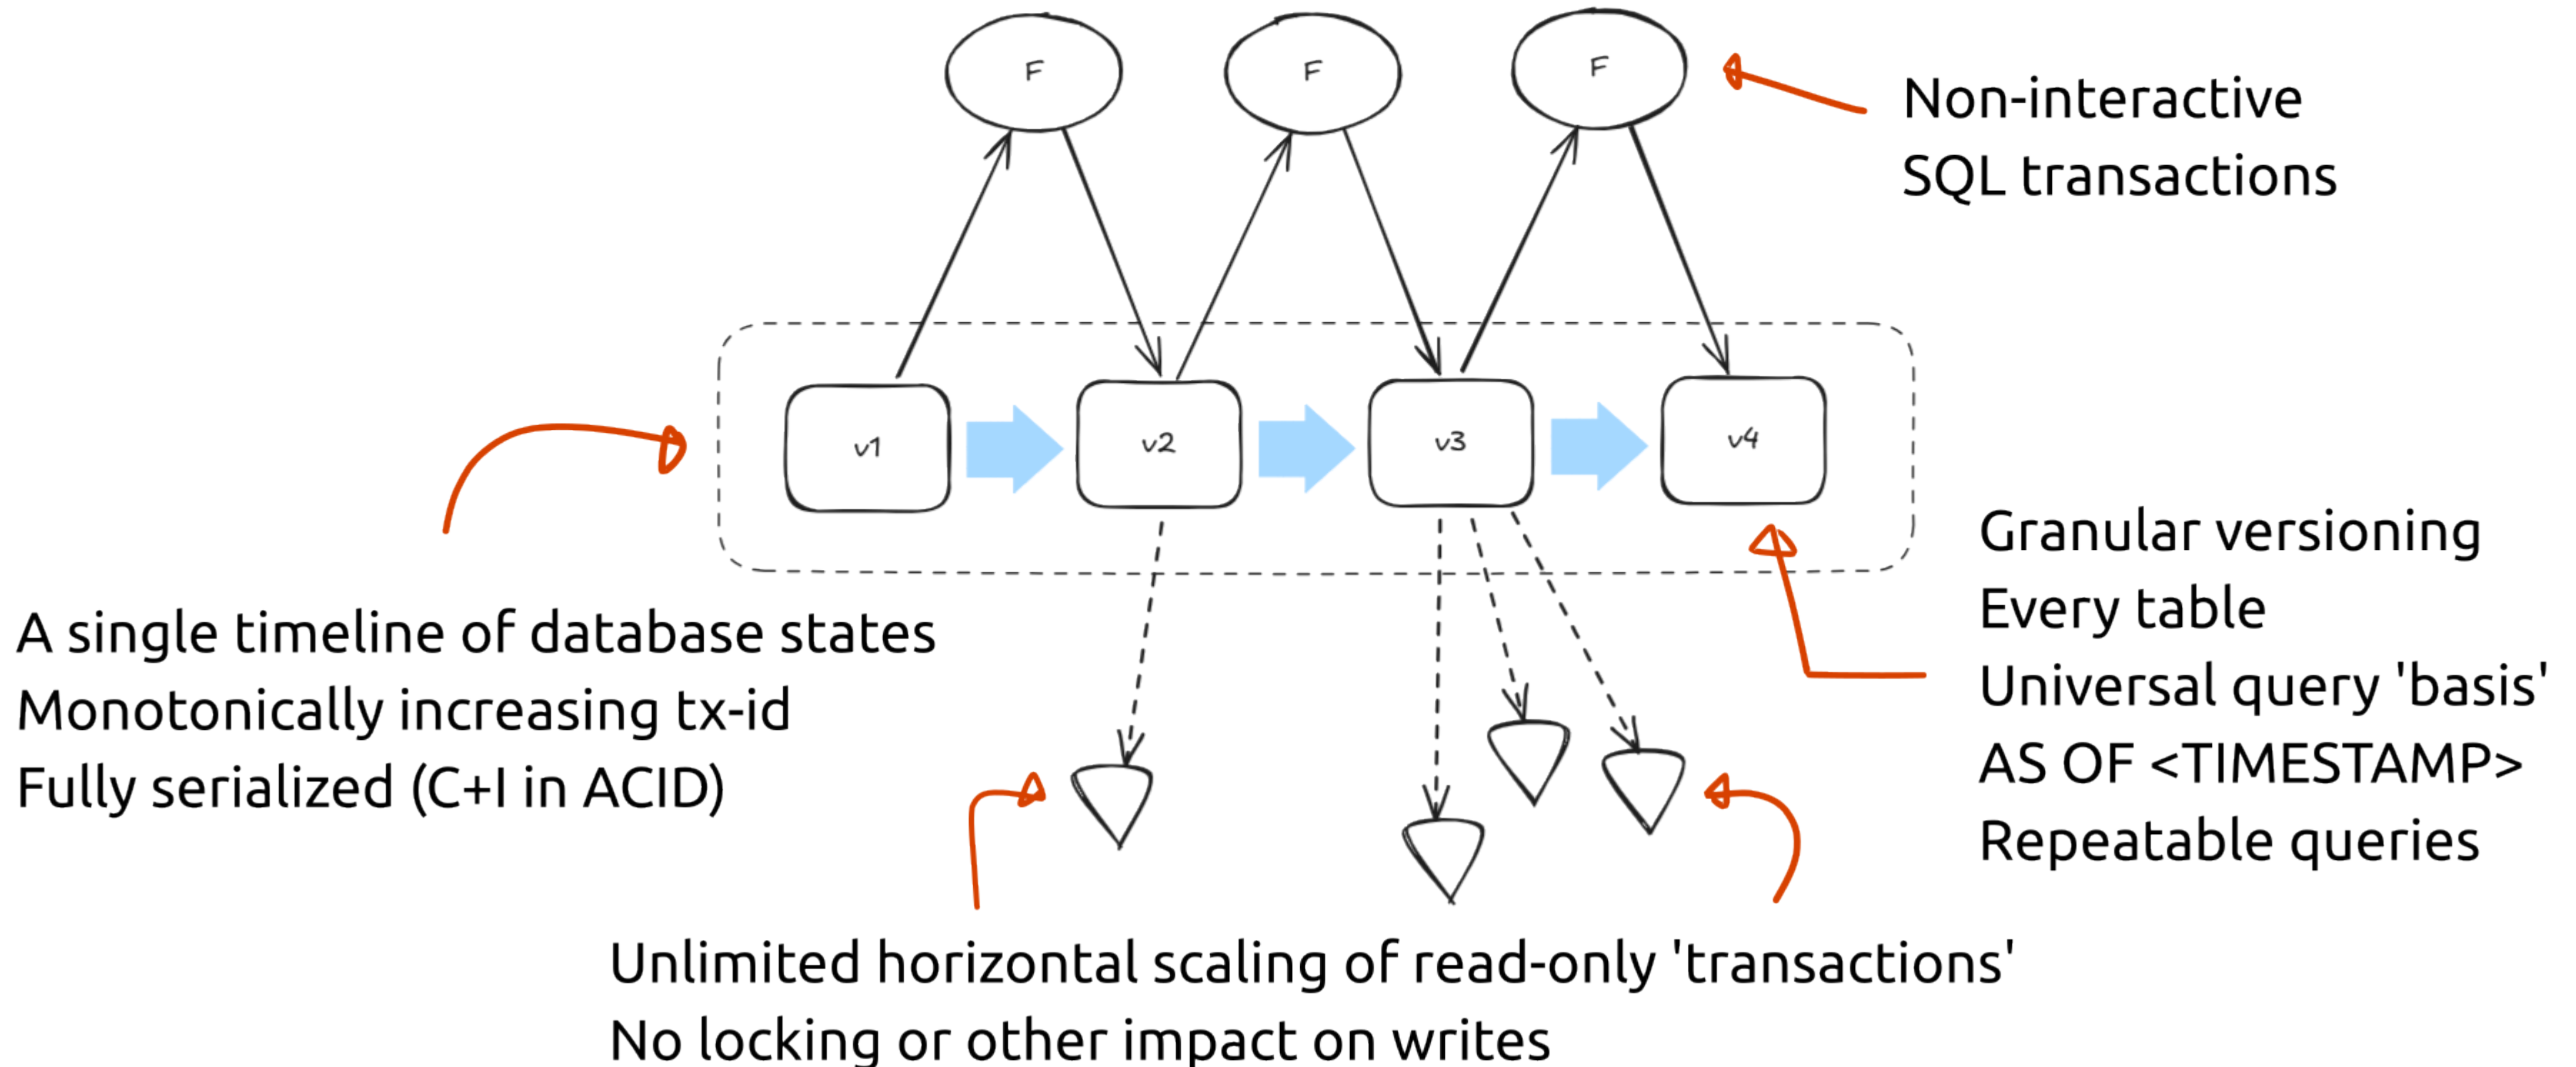 F
F
F
Non-interactive
SQL transactions
v1
v2
v3
v4
A single timeline of database states
Monotonically increasing tx-id
Fully serialized (C+I in ACID)
Granular versioning
Every table
Universal query 'basis'
AS OF <TIMESTAMP>
Repeatable queries
Unlimited horizontal scaling of read-only 'transactions'
No locking or other impact on writes